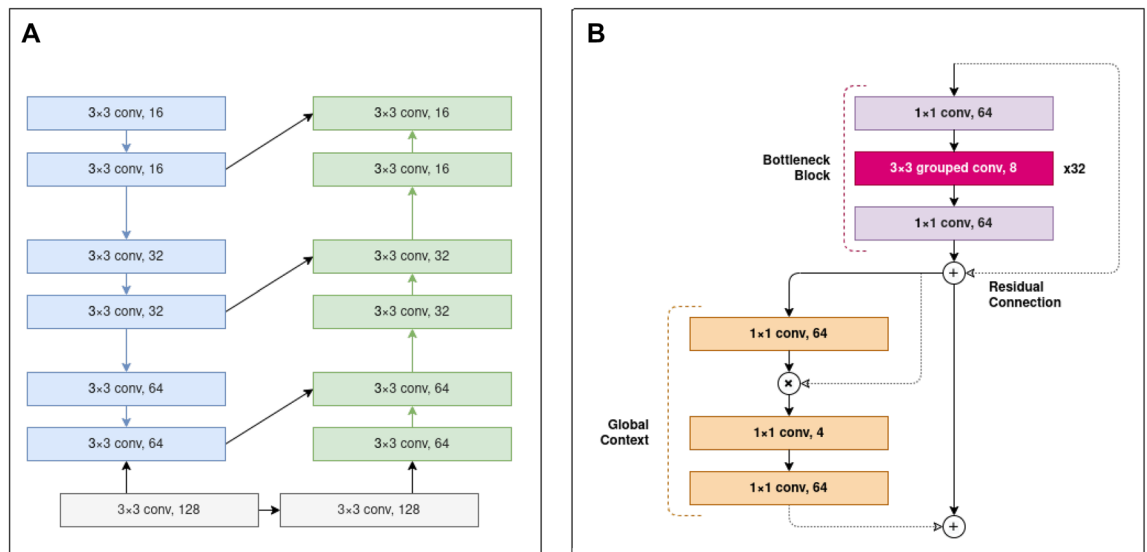 A
3×3 conv, 16
3×3 conv, 16
3×3 conv, 32
3×3 conv, 32
3×3 conv, 64
3×3 conv, 64
3×3 conv, 128
3×3 conv, 128
3×3 conv, 16
3×3 conv, 16
3×3 conv, 32
3×3 conv, 32
3×3 conv, 64
3×3 conv, 64
B
Bottleneck
Block
1×1 conv, 64
3×3 grouped conv, 8
x32
1×1 conv, 64
+
Residual
Connection
Global
Context
1×1 conv, 64
×
1×1 conv, 4
1×1 conv, 64
+